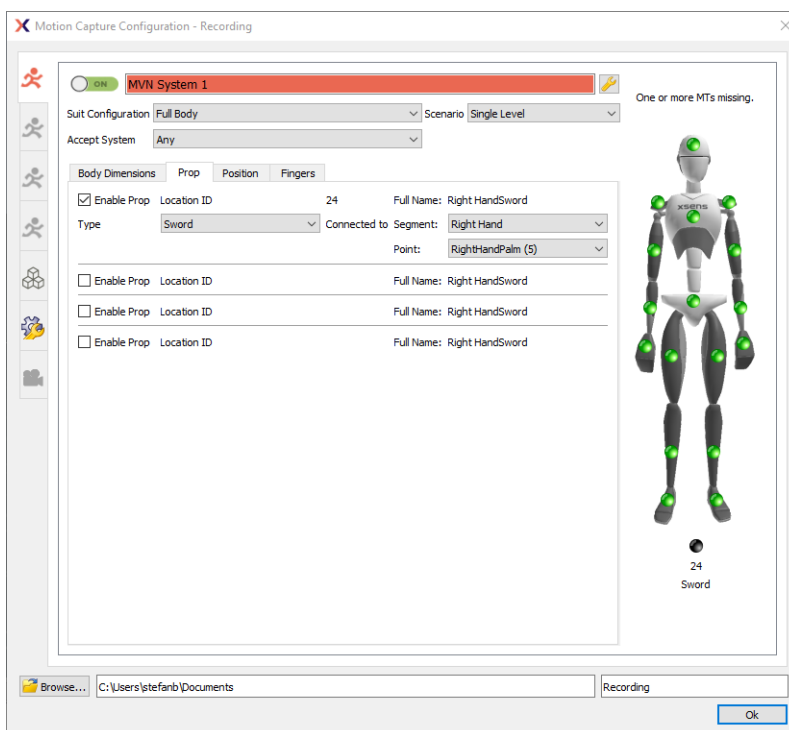 Motion Capture Configuration - Recording
ON MVN System 1
One or more MTs missing.
Suit Configuration Full Body Scenario Single Level
Accept System Any
Body Dimensions Prop Position Fingers
Enable Prop Location ID 24 Full Name: Right HandSword
Type Sword Connected to Segment: Right Hand
Point: RightHandPalm (5)
Enable Prop Location ID Full Name: Right HandSword
Enable Prop Location ID Full Name: Right HandSword
Enable Prop Location ID Full Name: Right HandSword
xsens
24
Sword
Browse... C:\Users\stefanb\Documents Recording
Ok